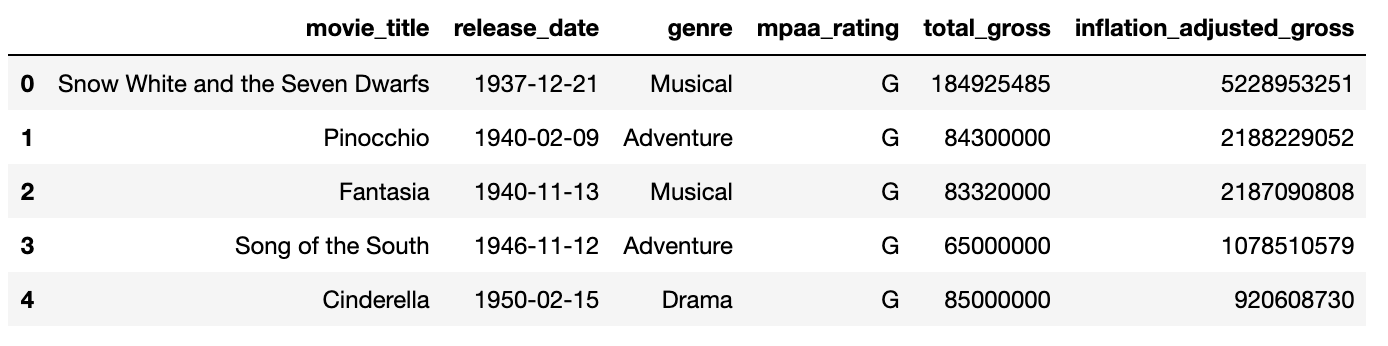 movie_title release_date genre mpaa_rating total_gross inflation_adjusted_gross
0 Snow White and the Seven Dwarfs 1937-12-21 Musical G 184925485 5228953251
1 Pinocchio 1940-02-09 Adventure G 84300000 2188229052
2 Fantasia 1940-11-13 Musical G 83320000 2187090808
3 Song of the South 1946-11-12 Adventure G 65000000 1078510579
4 Cinderella 1950-02-15 Drama G 85000000 920608730